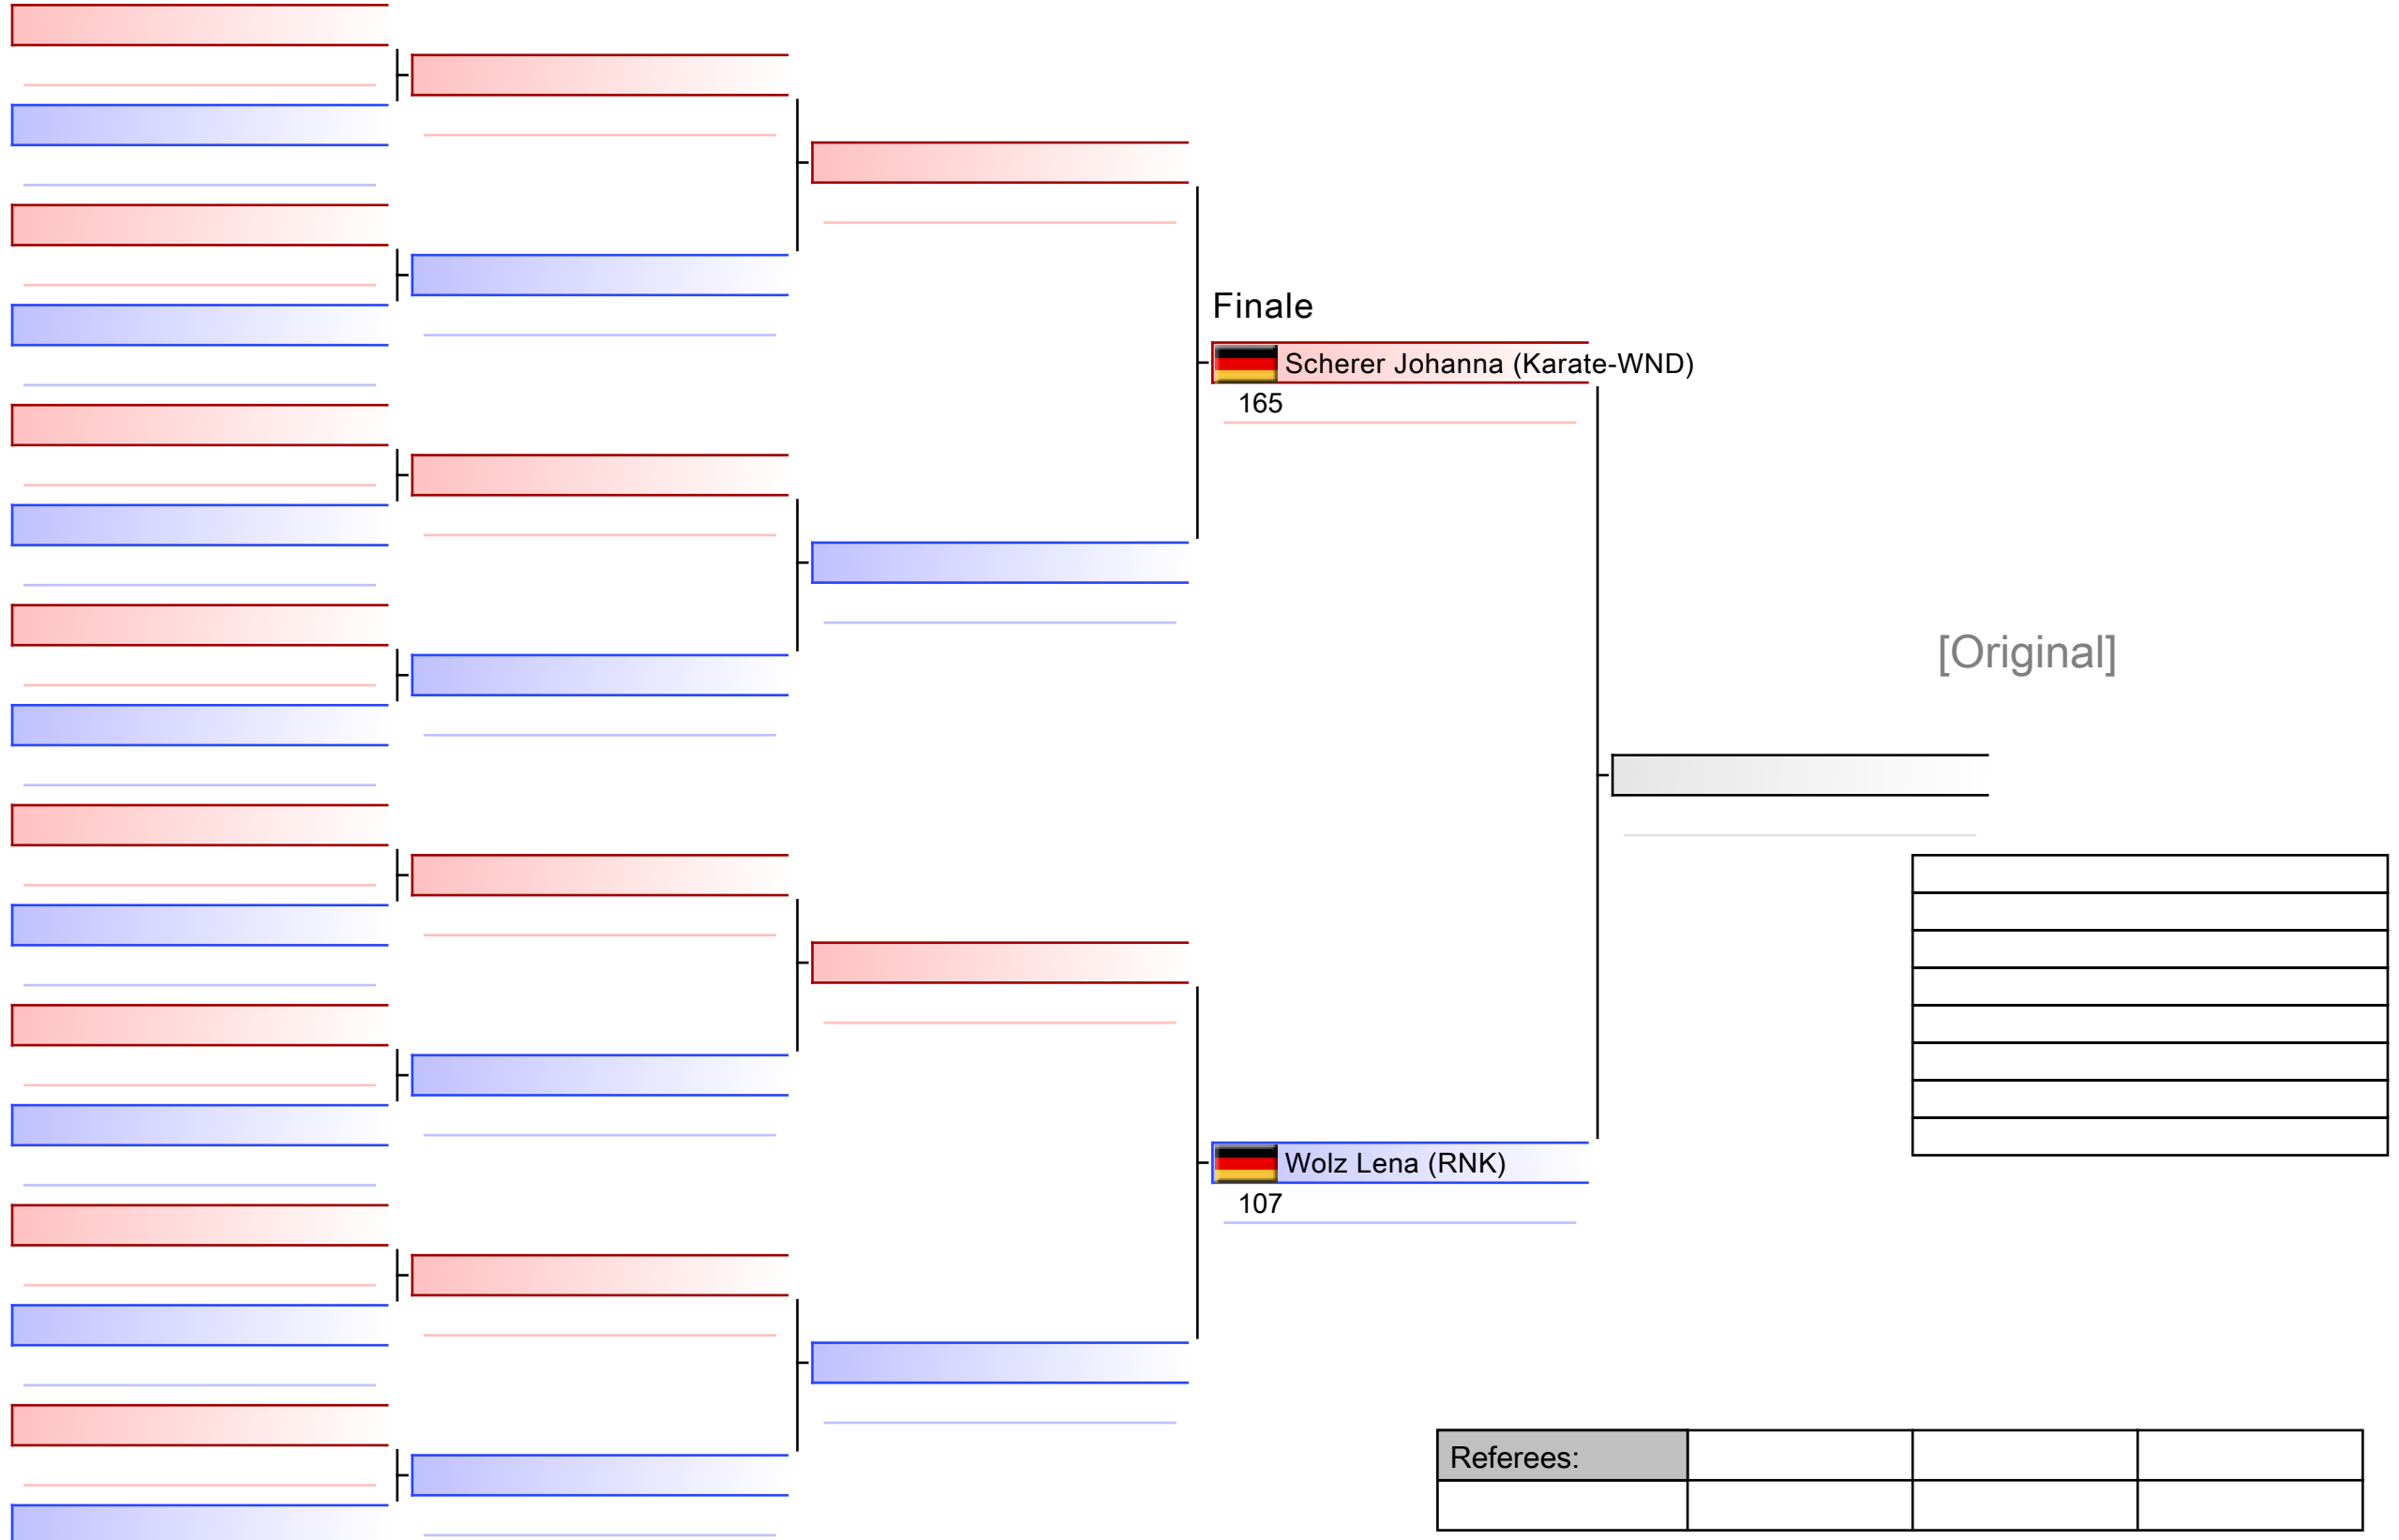 Finale
Scherer Johanna (Karate-WND)
165
[Original]
Wolz Lena (RNK)
107
Referees: